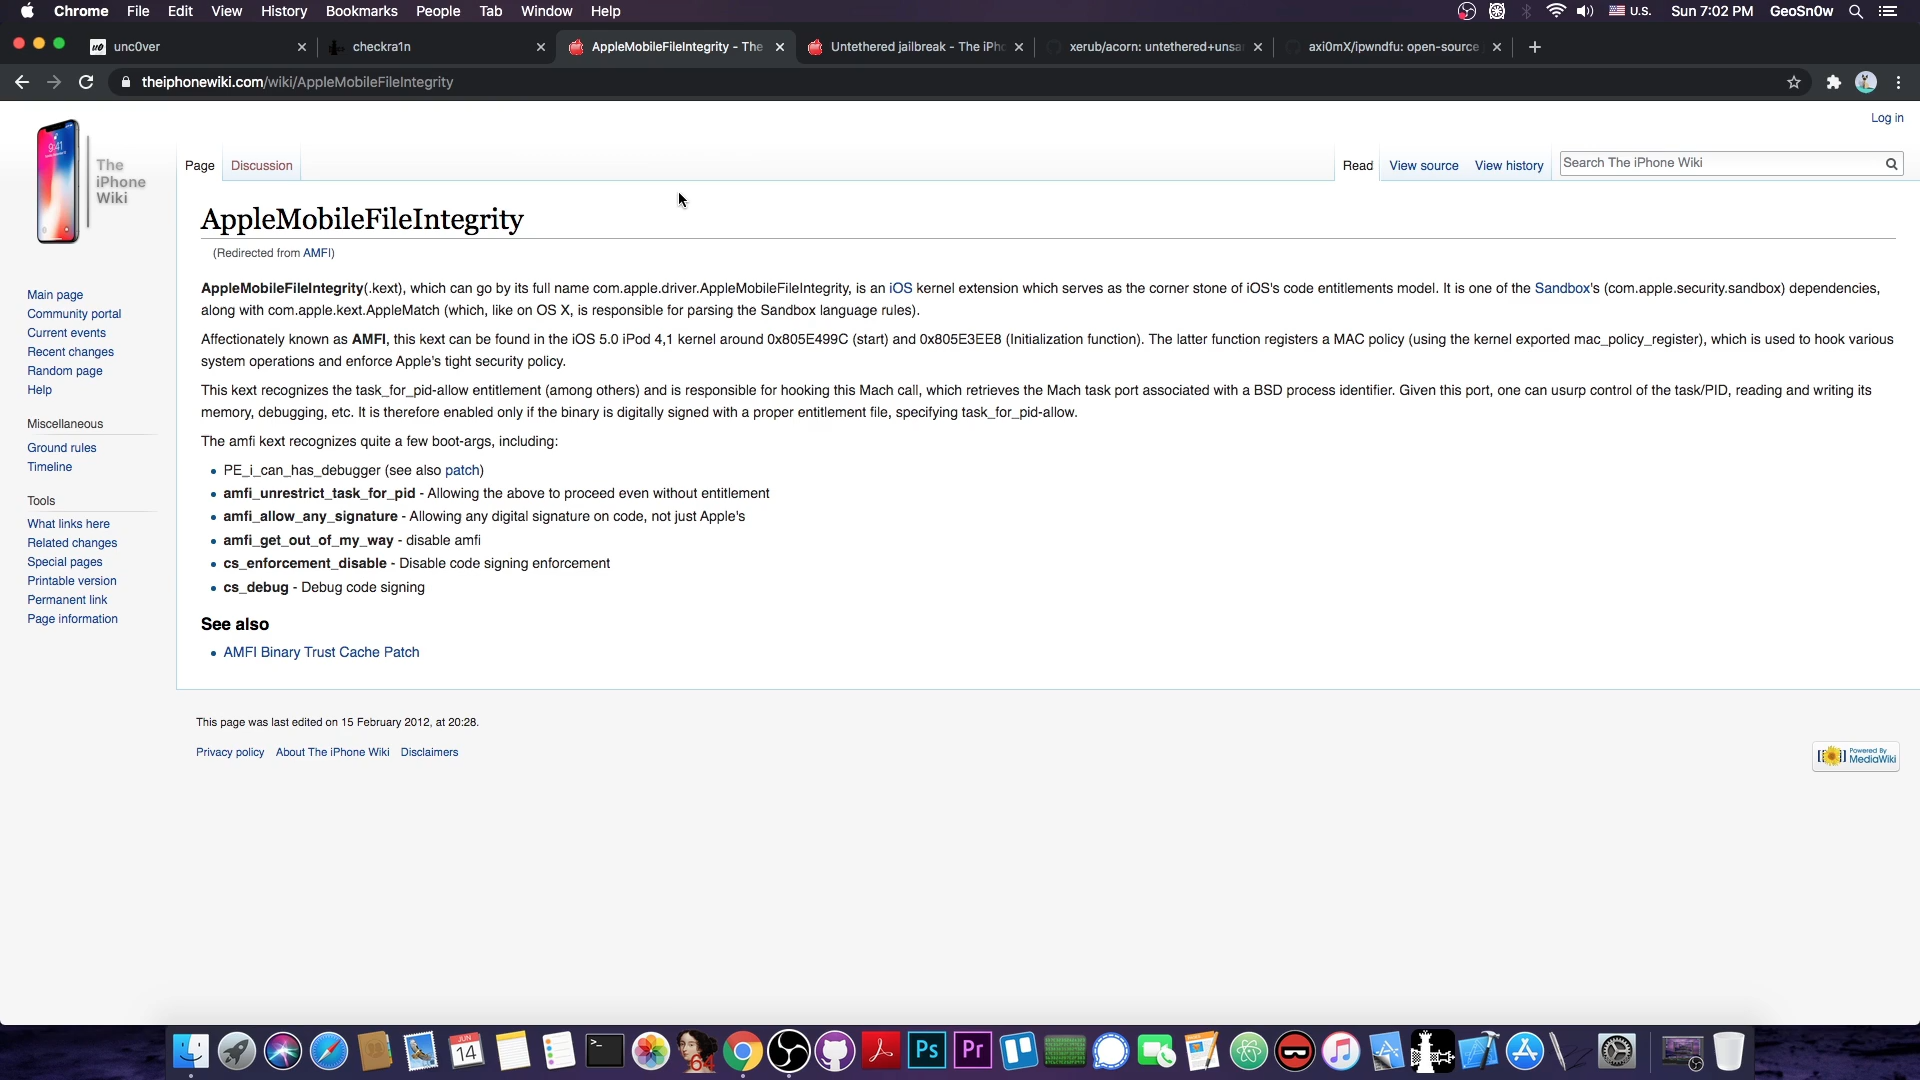 Chrome File Edit View History Bookmarks People Tab Window Help
U.S. Sun 7:02 PM GeoSn0w
unc0ver
checkra1n
AppleMobileFileIntegrity - The
Untethered jailbreak - The iPh
xerub/acorn: untethered+unsa
axi0mX/ipwndfu: open-source
theiphonewiki.com/wiki/AppleMobileFileIntegrity
Log in
9:41
The
iPhone
Wiki
Page Discussion
Read View source View history
Search The iPhone Wiki
Main page
Community portal
Current events
Recent changes
Random page
Help
Miscellaneous
Ground rules
Timeline
Tools
What links here
Related changes
Special pages
Printable version
Permanent link
Page information
AppleMobileFileIntegrity
(Redirected from AMFI)
AppleMobileFileIntegrity(.kext), which can go by its full name com.apple.driver.AppleMobileFileIntegrity, is an iOS kernel extension which serves as the corner stone of iOS's code entitlements model. It is one of the Sandbox's (com.apple.security.sandbox) dependencies,
along with com.apple.kext.AppleMatch (which, like on OS X, is responsible for parsing the Sandbox language rules).
Affectionately known as AMFI, this kext can be found in the iOS 5.0 iPod 4,1 kernel around 0x805E499C (start) and 0x805E3EE8 (Initialization function). The latter function registers a MAC policy (using the kernel exported mac_policy_register), which is used to hook various
system operations and enforce Apple's tight security policy.
This kext recognizes the task_for_pid-allow entitlement (among others) and is responsible for hooking this Mach call, which retrieves the Mach task port associated with a BSD process identifier. Given this port, one can usurp control of the task/PID, reading and writing its
memory, debugging, etc. It is therefore enabled only if the binary is digitally signed with a proper entitlement file, specifying task_for_pid-allow.
The amfi kext recognizes quite a few boot-args, including:
PE_i_can_has_debugger (see also patch)
amfi_unrestrict_task_for_pid - Allowing the above to proceed even without entitlement
amfi_allow_any_signature - Allowing any digital signature on code, not just Apple's
amfi_get_out_of_my_way - disable amfi
cs_enforcement_disable - Disable code signing enforcement
cs_debug - Debug code signing
See also
AMFI Binary Trust Cache Patch
This page was last edited on 15 February 2012, at 20:28.
Privacy policy About The iPhone Wiki Disclaimers
Powered By
MediaWiki
JUN
14
64
Ps
Pr